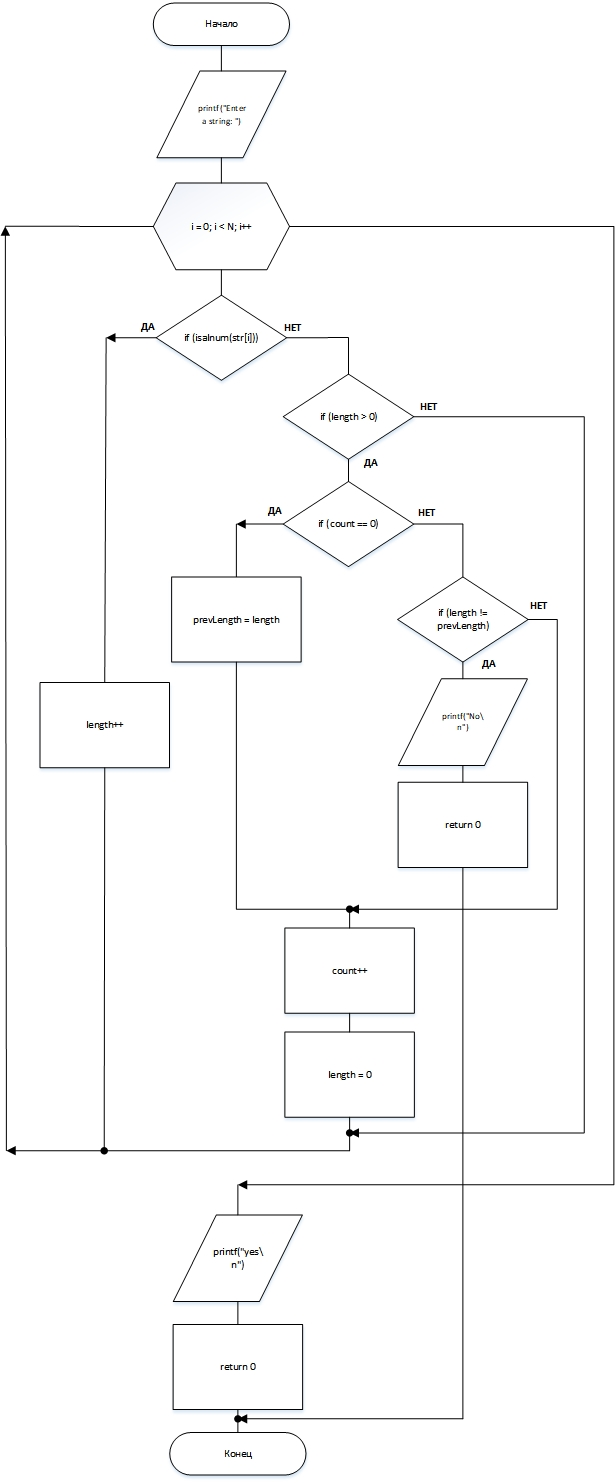 Начало
printf("Enter
a string: ")
i = 0; i < N; i++
ДА
НЕТ
if (isalnum(str[i]))
if (length > 0)
НЕТ
ДА
ДА
if (count == 0)
НЕТ
prevLength = length
if (length !=
prevLength)
НЕТ
ДА
length++
printf("No\
n")
return 0
count++
length = 0
printf("yes\
n")
return 0
Конец